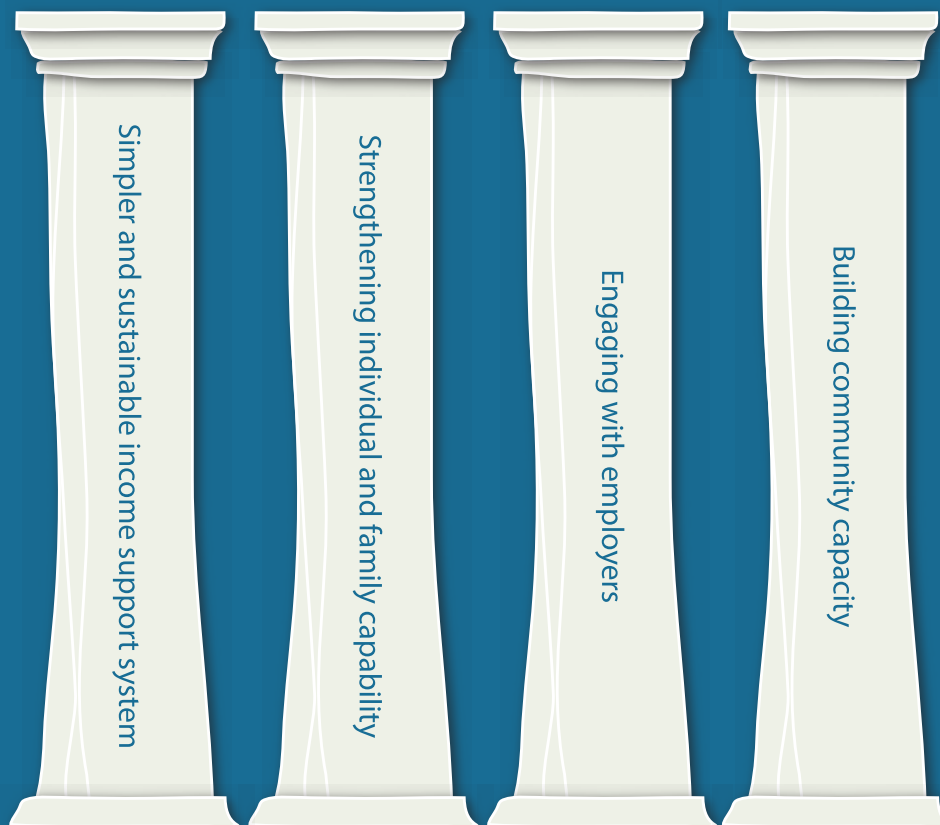 Simpler and sustainable income support system
Strengthening individual and family capability
Engaging with employers
Building community capacity